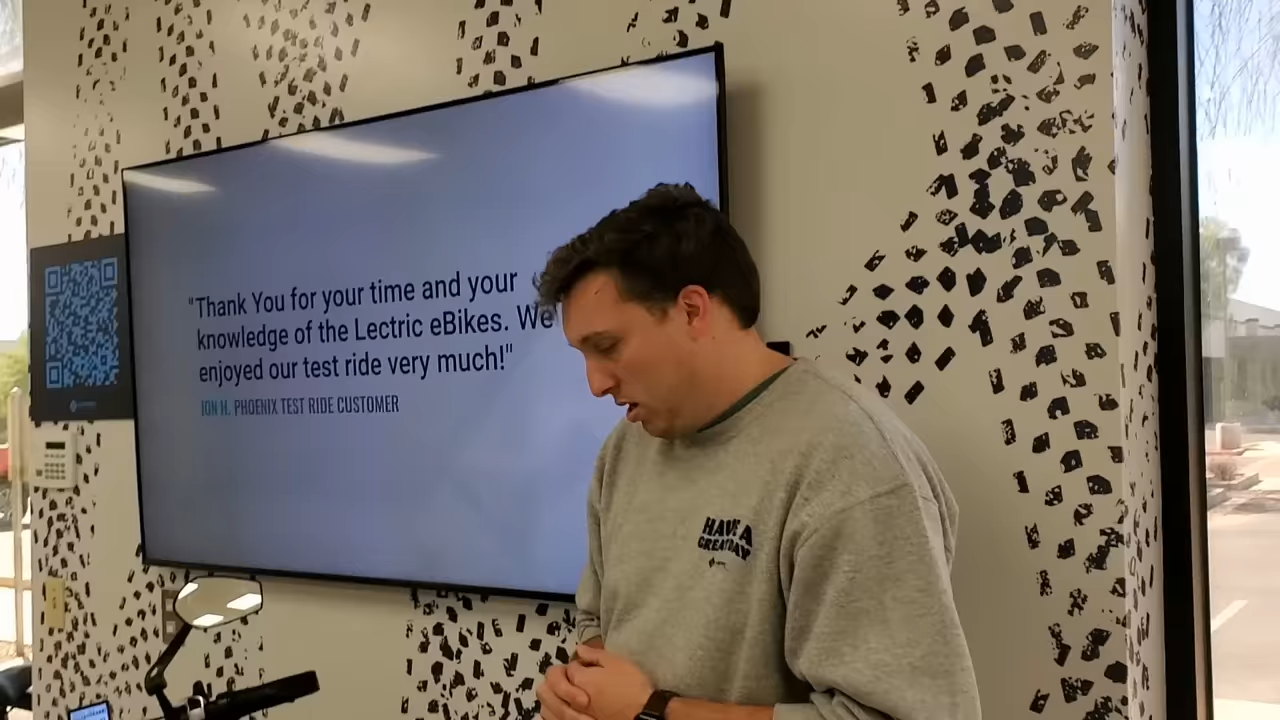 "Thank You for your time and your
knowledge of the Lectric eBikes. We
enjoyed our test ride very much!"
JON H. PHOENIX TEST RIDE CUSTOMER
HAVE A
GREAT DAY